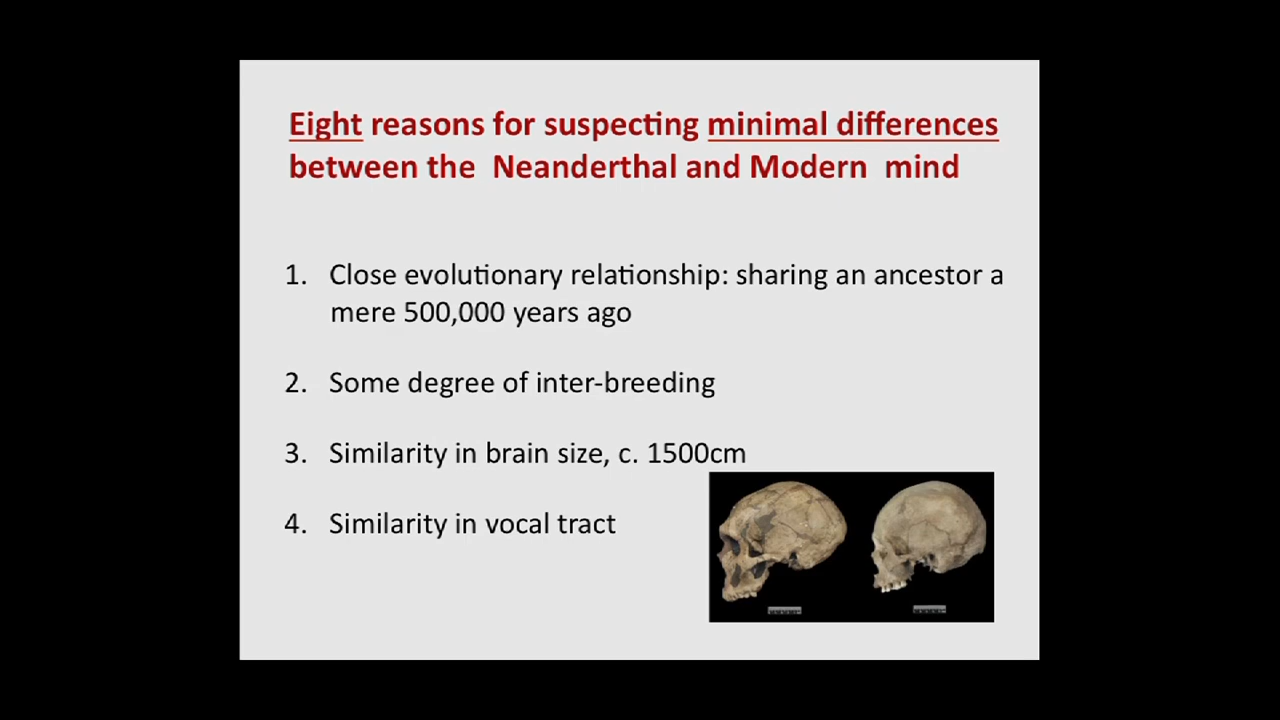 Eight reasons for suspecting minimal differences
between the Neanderthal and Modern mind
1. Close evolutionary relationship: sharing an ancestor a
mere 500,000 years ago
2. Some degree of inter-breeding
3. Similarity in brain size, c. 1500cm
4. Similarity in vocal tract